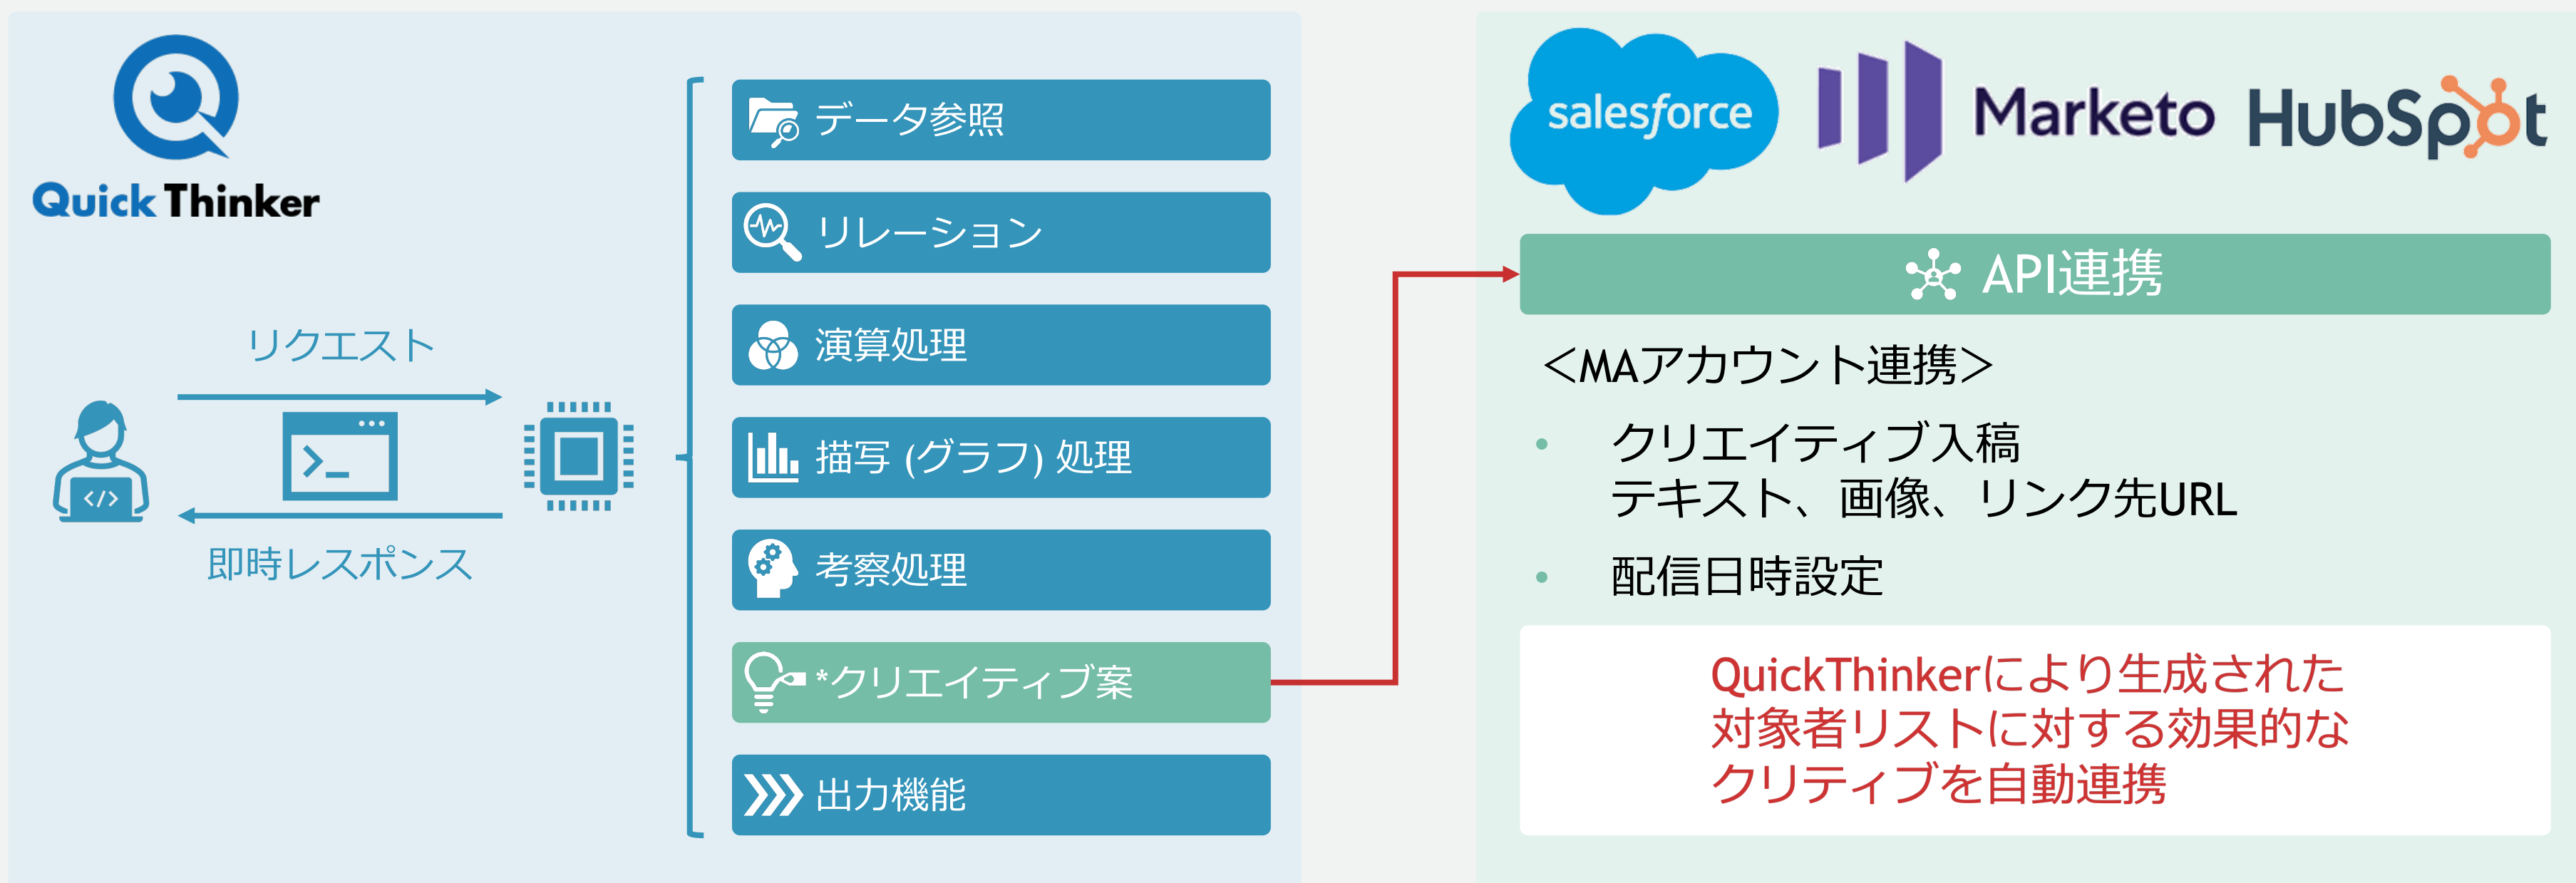 Quick Thinker
リクエスト
</>
>_
即時レスポンス
データ参照
リレーション
演算処理
描写 (グラフ) 処理
考察処理
*クリエイティブ案
出力機能
salesforce
Marketo
HubSpot
API連携
＜MAアカウント連携＞
• クリエイティブ入稿
テキスト、画像、リンク先URL
• 配信日時設定
QuickThinkerにより生成された
対象者リストに対する効果的な
クリティブを自動連携